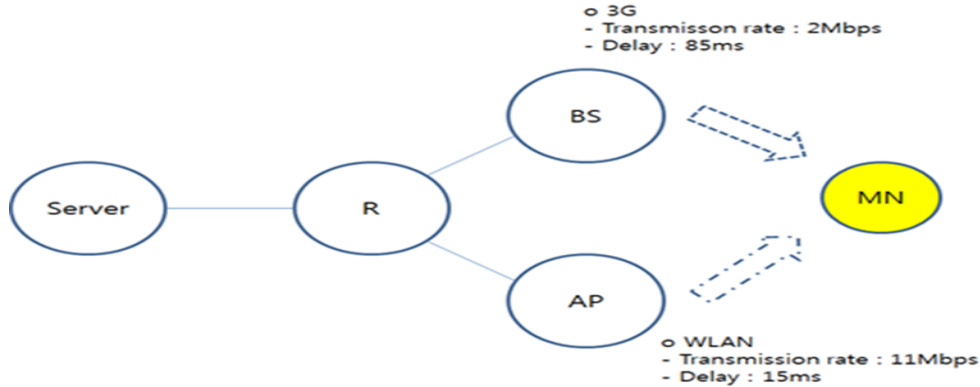 o 3G
- Transmisson rate : 2Mbps
- Delay : 85ms
BS
Server
R
MN
AP
o WLAN
- Transmission rate : 11Mbps
- Delay : 15ms